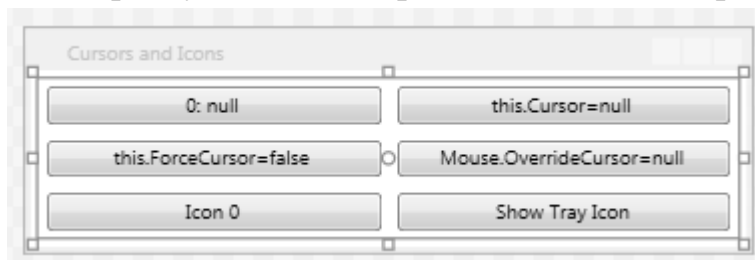 Cursors and Icons
0: null
this.Cursor=null
this.ForceCursor=false
Mouse.OverrideCursor=null
Icon 0
Show Tray Icon